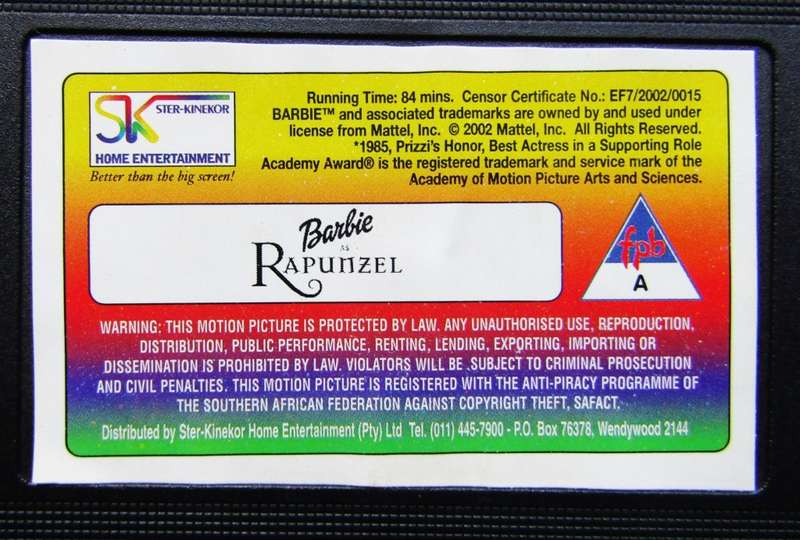 SK
STER-KINEKOR
HOME ENTERTAINMENT
Better than the big screen!
Running Time: 84 mins. Censor Certificate No.: EF7/2002/0015
BARBIE™ and associated trademarks are owned by and used under
license from Mattel, Inc. © 2002 Mattel, Inc. All Rights Reserved.
*1985, Prizzi's Honor, Best Actress in a Supporting Role
Academy Award® is the registered trademark and service mark of the
Academy of Motion Picture Arts and Sciences.
Barbie
AS
RAPUNZEL
fpb
A
WARNING: THIS MOTION PICTURE IS PROTECTED BY LAW. ANY UNAUTHORISED USE, REPRODUCTION,
DISTRIBUTION, PUBLIC PERFORMANCE, RENTING, LENDING, EXPORTING, IMPORTING OR
DISSEMINATION IS PROHIBITED BY LAW. VIOLATORS WILL BE SUBJECT TO CRIMINAL PROSECUTION
AND CIVIL PENALTIES. THIS MOTION PICTURE IS REGISTERED WITH THE ANTI-PIRACY PROGRAMME OF
THE SOUTHERN AFRICAN FEDERATION AGAINST COPYRIGHT THEFT, SAFACT.
Distributed by Ster-Kinekor Home Entertainment (Pty) Ltd Tel. (011) 445-7900 - P.O. Box 76378, Wendywood 2144